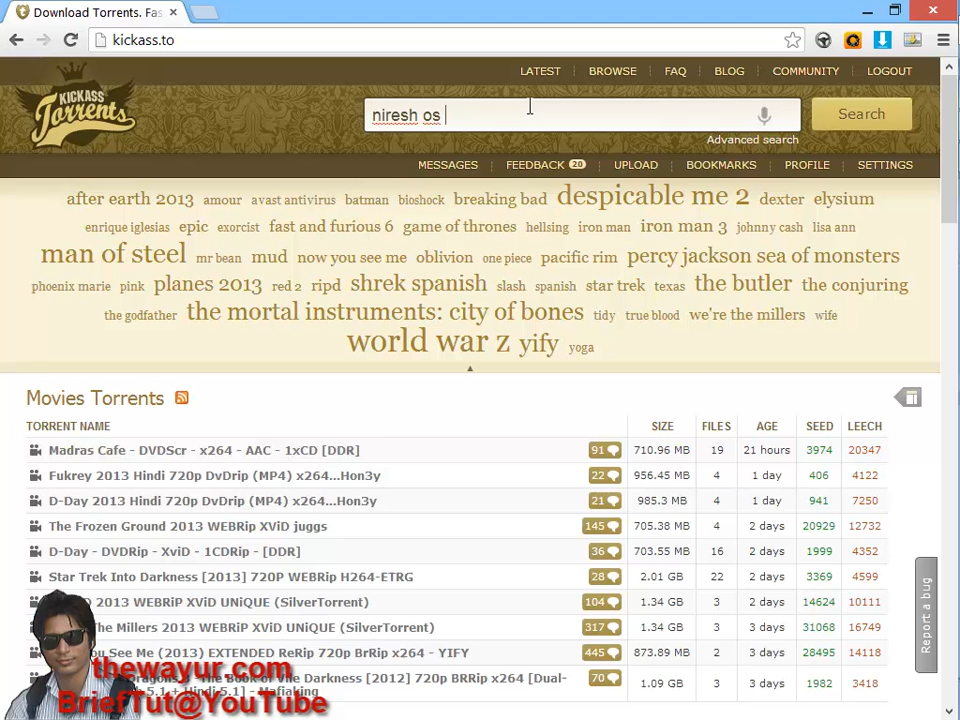 Download Torrents. Fas
kickass.to
LATEST BROWSE FAQ BLOG COMMUNITY LOGOUT
KICKASS
Torrents
niresh os
Search
Advanced search
MESSAGES FEEDBACK 20 UPLOAD BOOKMARKS PROFILE SETTINGS
after earth 2013 amour avast antivirus batman bioshock breaking bad despicable me 2 dexter elysium
enrique iglesias epic exorcist fast and furious 6 game of thrones hellsing iron man iron man 3 johnny cash lisa ann
man of steel mr bean mud now you see me oblivion one piece pacific rim percy jackson sea of monsters
phoenix marie pink planes 2013 red 2 ripd shrek spanish slash spanish star trek texas the butler the conjuring
the godfather the mortal instruments: city of bones tidy true blood we're the millers wife
world war z yify yoga
Movies Torrents
TORRENT NAME SIZE FILES AGE SEED LEECH
Madras Cafe - DVDScr - x264 - AAC - 1xCD [DDR] 91 710.96 MB 19 21 hours 3974 20347
Fukrey 2013 Hindi 720p DvDrip (MP4) x264...Hon3y 22 956.45 MB 4 1 day 406 4122
D-Day 2013 Hindi 720p DvDrip (MP4) x264...Hon3y 21 985.3 MB 4 1 day 941 7250
The Frozen Ground 2013 WEBRip XViD juggs 145 705.38 MB 4 2 days 20929 12732
D-Day - DVDRip - XviD - 1CDRip - [DDR] 36 703.55 MB 16 2 days 1999 4352
Star Trek Into Darkness [2013] 720P WEBRip H264-ETRG 28 2.01 GB 22 2 days 3369 4599
D 2013 WEBRiP XViD UNiQUE (SilverTorrent) 104 1.34 GB 3 2 days 14624 10111
The Millers 2013 WEBRiP XViD UNiQUE (SilverTorrent) 317 1.34 GB 3 3 days 31068 16749
ou See Me (2013) EXTENDED ReRip 720p BrRip x264 - YIFY 445 873.89 MB 2 3 days 28495 14118
The Book of Vile Darkness [2012] 720p BRRip x264 [Dual- 70 1.09 GB 3 3 days 1982 3418
5.1 + Hindi 5.1] - Mafiaking
Report a bug
thewayur.com
BriefTut@YouTube